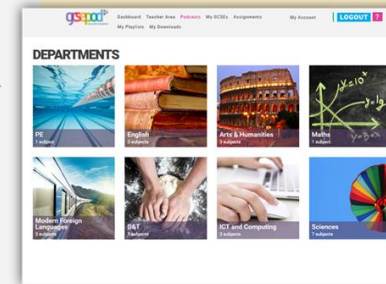 gcsepod
Dashboard Teacher Area Podcasts My GCSEs Assignments
My Account
LOGOUT ?
My Playlists My Downloads
DEPARTMENTS
PE
1 subject
English
3 subjects
Arts & Humanities
Maths
1 subject
Modern Foreign
Languages
3 subjects
D&T
ICT and Computing
3 subjects
Sciences
7 subjects